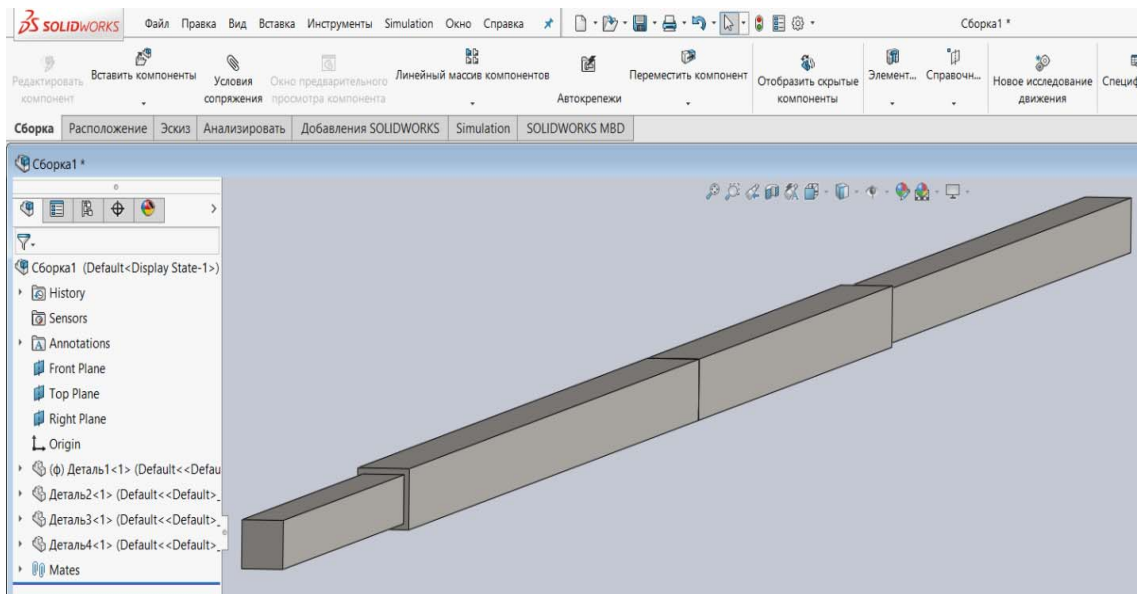 SOLIDWORKS Файл Правка Вид Вставка Инструменты Simulation Окно Справка Сборка1 *
Редактировать компонент
Вставить компоненты
Условия сопряжения
Окно предварительного просмотра компонента
Линейный массив компонентов
Автокрепежи
Переместить компонент
Отобразить скрытые компоненты
Элемент...
Справочн...
Новое исследование движения
Специф
Сборка Расположение Эскиз Анализировать Добавления SOLIDWORKS Simulation SOLIDWORKS MBD
Сборка1 *
Сборка1 (Default<Display State-1>)
History
Sensors
Annotations
Front Plane
Top Plane
Right Plane
Origin
(ф) Деталь1<1> (Default<<Defau
Деталь2<1> (Default<<Default>_
Деталь3<1> (Default<<Default>_
Деталь4<1> (Default<<Default>_
Mates